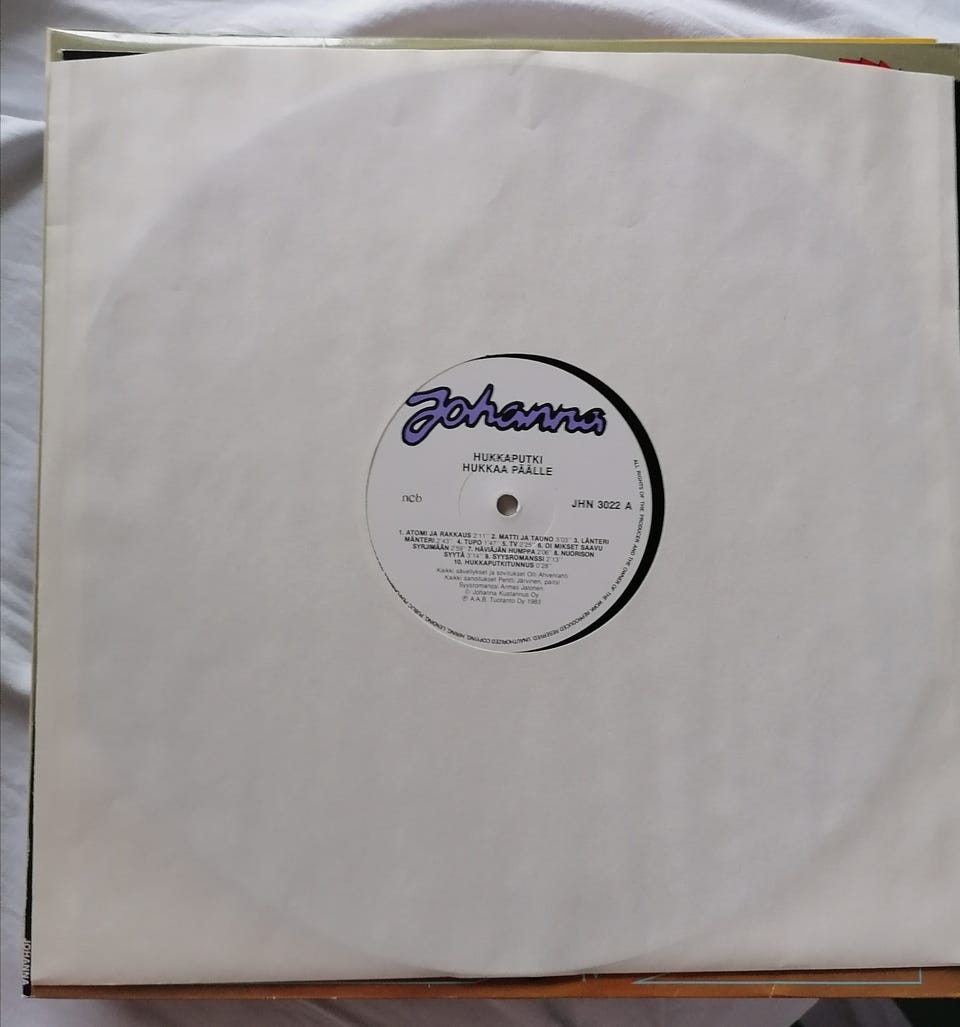 Johanna
HUKKAPUTKI
HUKKAA PÄÄLLE
ncb
JHN 3022 A
1. ATOMI JA RAKKAUS 2'11" 2. MATTI JA TAUNO 3'03" 3. LÄNTERI
MÄNTERI 2'43" 4. TUPO 1'47" 5. TV 2'25" 6. OI MIKSET SAAVU
SYRJIMÄÄN 2'59" 7. HÄVIÄJÄN HUMPPA 2'06" 8. NUORISON
SYYTÄ 3'14" 9. SYYSROMANSSI 2'13"
10. HUKKAPUTKITUNNUS 0'28"
Kaikki sävellykset ja sovitukset Olli Ahvenlahti
Kaikki sanoitukset Pentti Järvinen, paitsi
Syysromanssi Armas Jalonen.
© Johanna Kustannus Oy
℗ A.A.B. Tuotanto Oy 1983
ALL RIGHTS OF THE PRODUCER AND THE OWNER OF THE WORK REPRODUCED RESERVED. UNAUTHORIZED COPYING, HIRING, LENDING, PUBLIC
JOHANNA